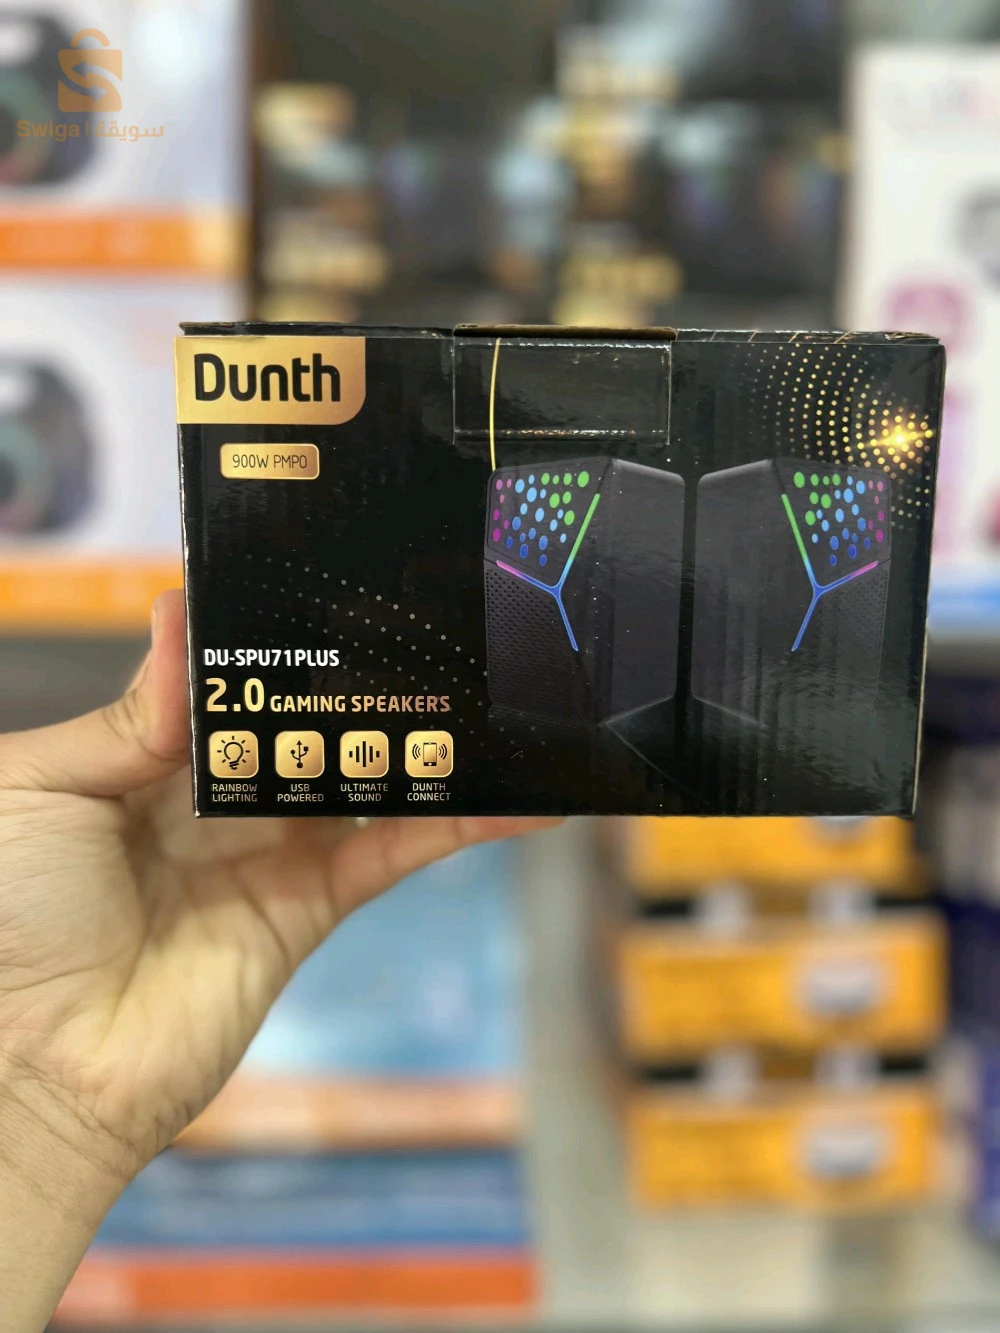 Swiga | سويقة
Dunth
900W PMPO
DU-SPU71PLUS
2.0 GAMING SPEAKERS
RAINBOW
LIGHTING
USB
POWERED
ULTIMATE
SOUND
DUNTH
CONNECT